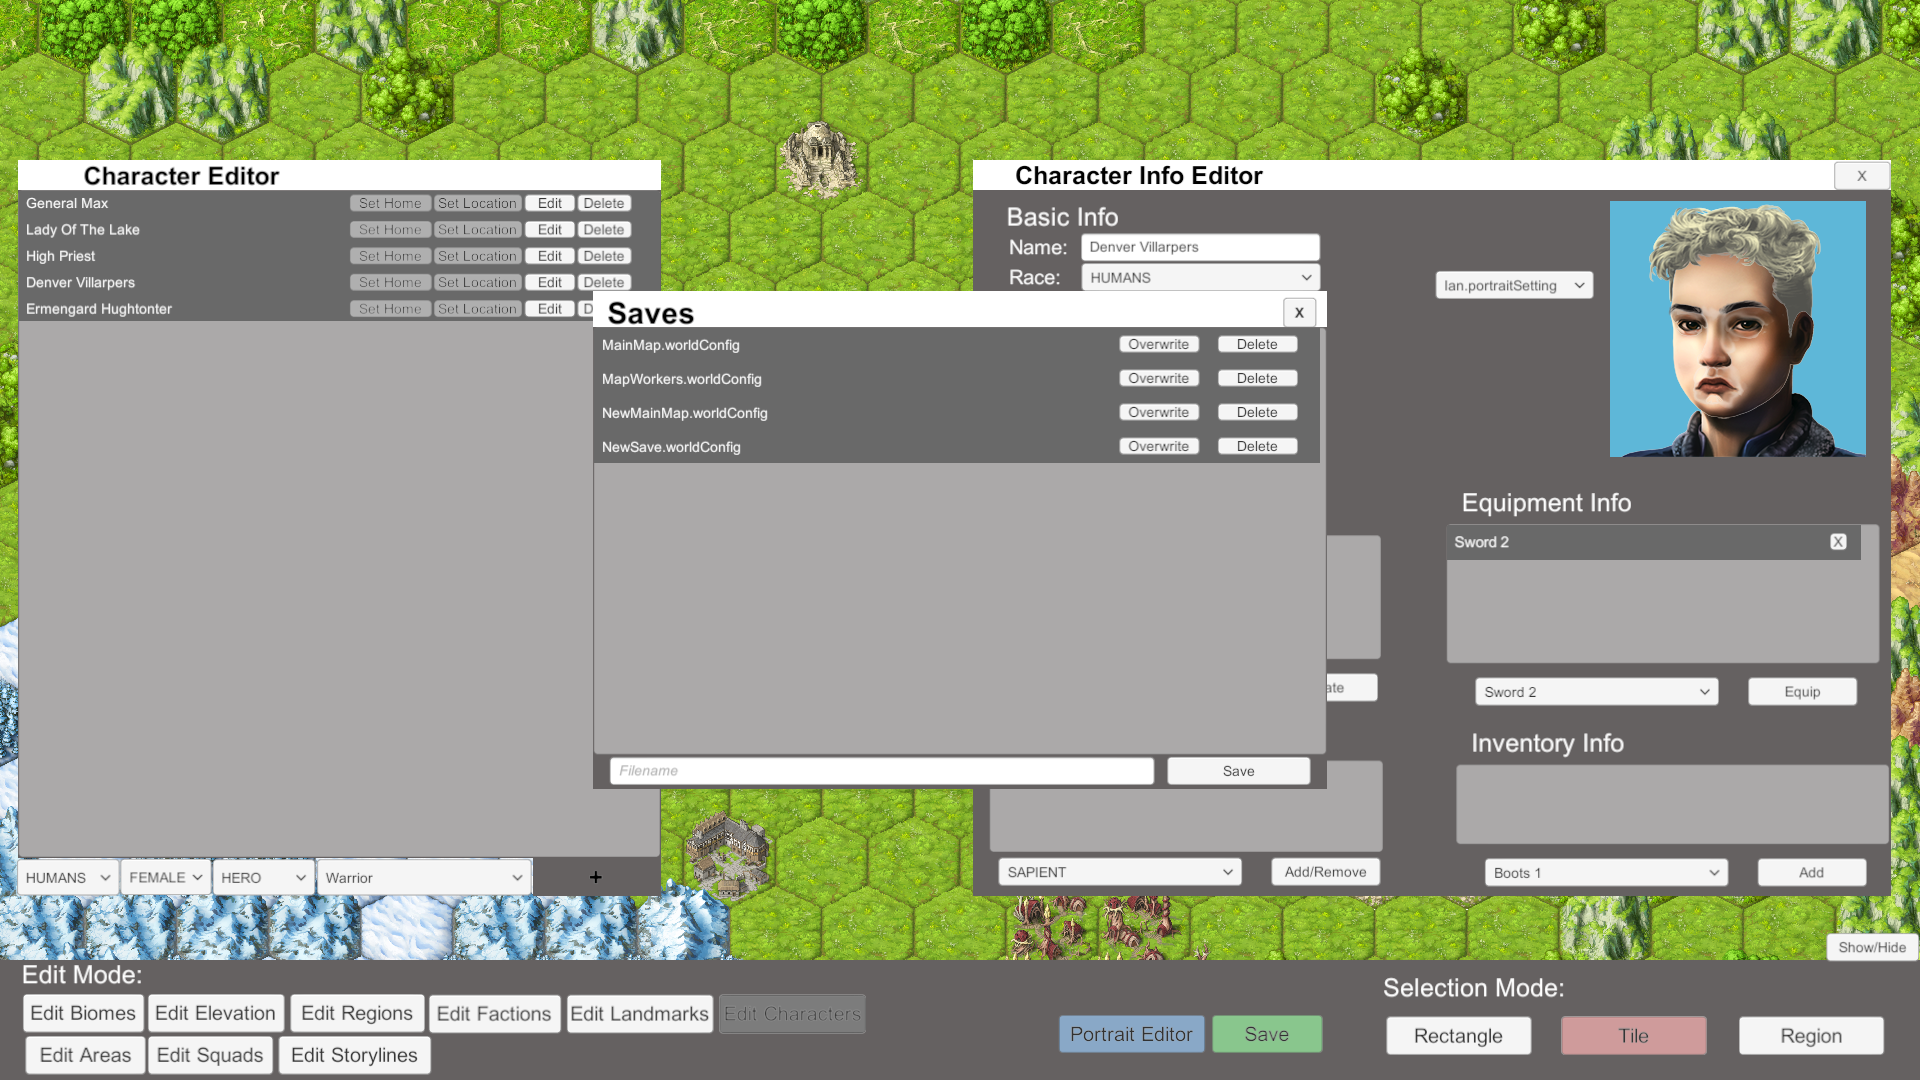 Character Editor
General Max Set Home Set Location Edit Delete
Lady Of The Lake Set Home Set Location Edit Delete
High Priest Set Home Set Location Edit Delete
Denver Villarpers Set Home Set Location Edit Delete
Ermengard Hughtonter Set Home Set Location Edit
HUMANS FEMALE HERO Warrior +
Character Info Editor X
Basic Info
Name: Denver Villarpers
Race: HUMANS
Ian.portraitSetting
Saves X
MainMap.worldConfig Overwrite Delete
MapWorkers.worldConfig Overwrite Delete
NewMainMap.worldConfig Overwrite Delete
NewSave.worldConfig Overwrite Delete
Filename Save
Equipment Info
Sword 2 X
Sword 2 Equip
Inventory Info
SAPIENT Add/Remove
Boots 1 Add
Show/Hide
Edit Mode:
Edit Biomes Edit Elevation Edit Regions Edit Factions Edit Landmarks Edit Characters
Edit Areas Edit Squads Edit Storylines
Portrait Editor Save
Selection Mode:
Rectangle Tile Region